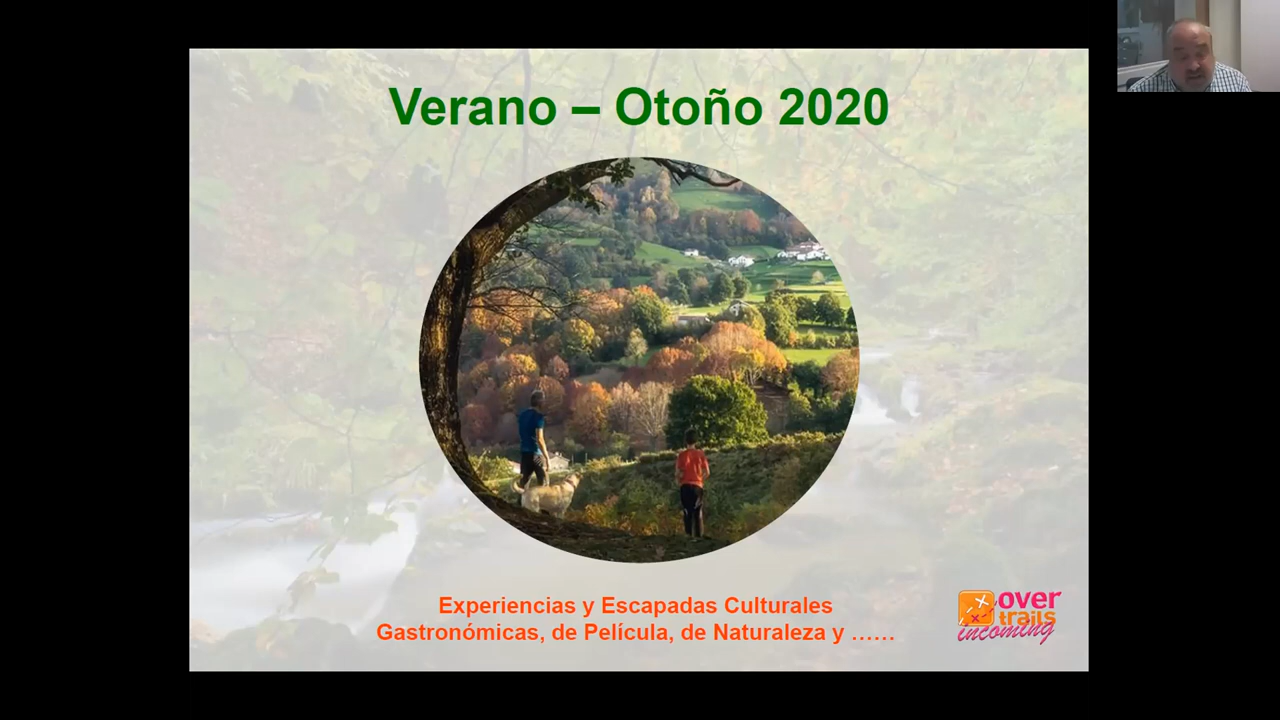 Verano – Otoño 2020
Experiencias y Escapadas Culturales
Gastronómicas, de Película, de Naturaleza y ……
over
trails
incoming